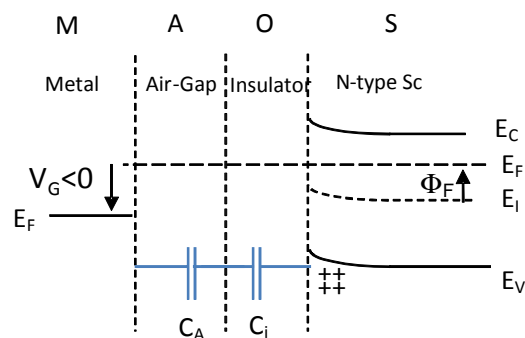 M A O S
Metal Air-Gap Insulator N-type Sc
E_C
V_G<0 E_F
Φ_F E_I
E_F
++
++
E_V
C_A C_i